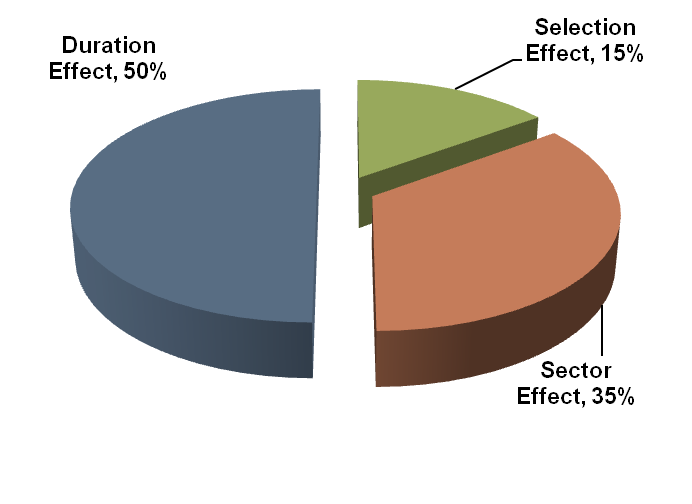 Duration
Effect, 50%
Selection
Effect, 15%
Sector
Effect, 35%